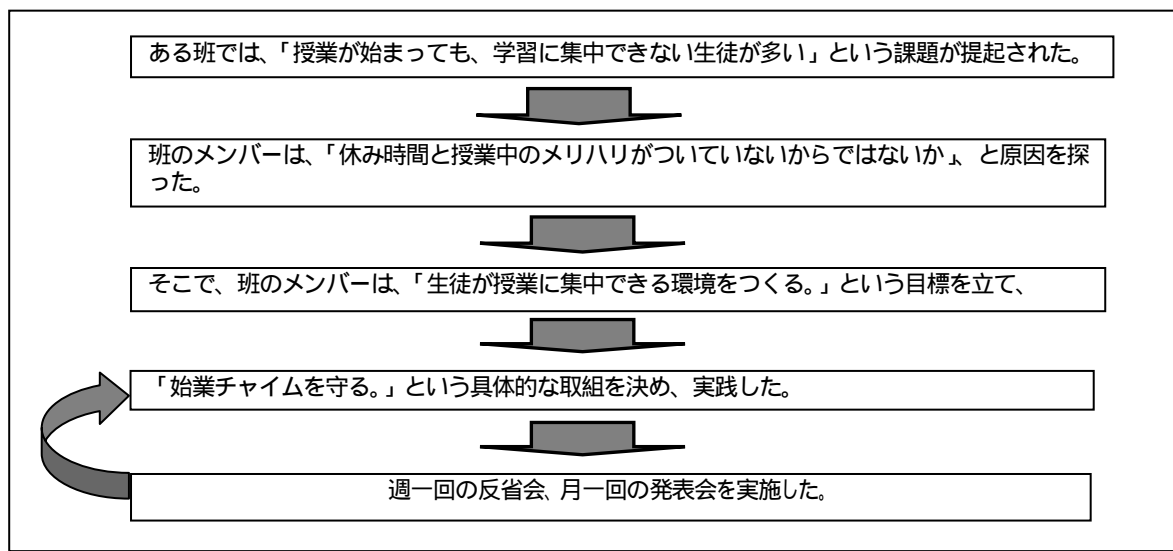 ある班では、「授業が始まっても、学習に集中できない生徒が多い」という課題が提起された。
班のメンバーは、「休み時間と授業中のメリハリがついていないからではないか」、と原因を探
った。
そこで、班のメンバーは、「生徒が授業に集中できる環境をつくる。」という目標を立て、
「始業チャイムを守る。」という具体的な取組を決め、実践した。
週一回の反省会、月一回の発表会を実施した。